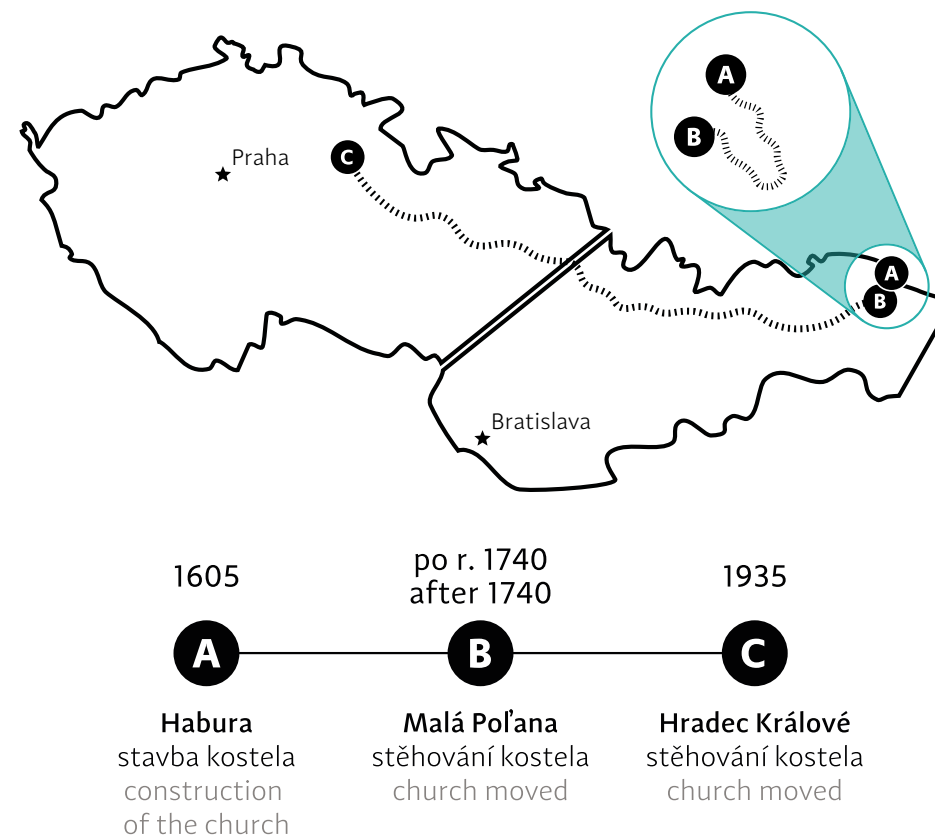 A
B
Praha
C
A
B
Bratislava
1605
po r. 1740
after 1740
1935
A
B
C
Habura
stavba kostela
construction
of the church
Malá Poľana
stěhování kostela
church moved
Hradec Králové
stěhování kostela
church moved